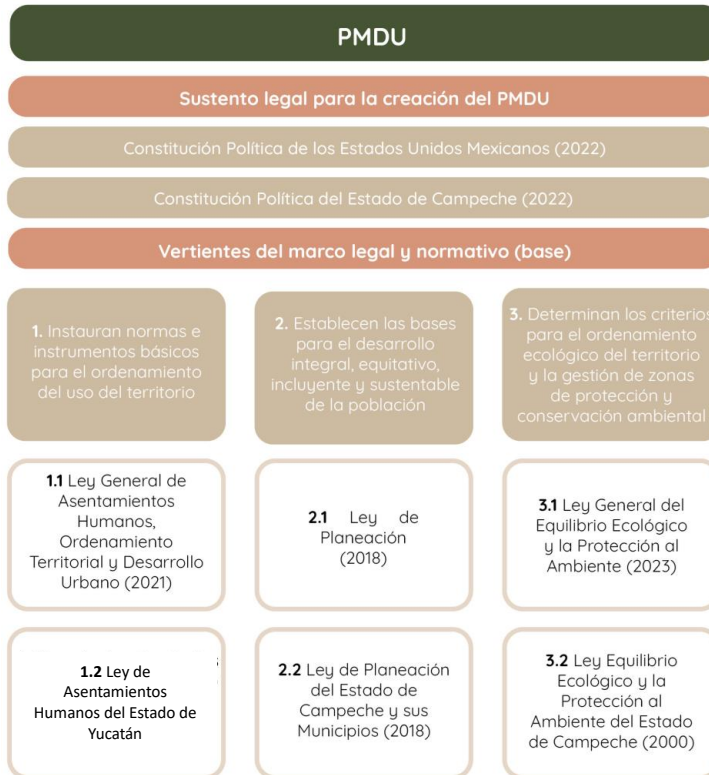 PMDU
Sustento legal para la creación del PMDU
Constitución Política de los Estados Unidos Mexicanos (2022)
Constitución Política del Estado de Campeche (2022)
Vertientes del marco legal y normativo (base)
1. Instauran normas e
instrumentos básicos
para el ordenamiento
del uso del territorio
2. Establecen las bases
para el desarrollo
integral, equitativo,
incluyente y sustentable
de la población
3. Determinan los criterios
para el ordenamiento
ecológico del territorio
y la gestión de zonas
de protección y
conservación ambiental
1.1 Ley General de
Asentamientos
Humanos,
Ordenamiento
Territorial y Desarrollo
Urbano (2021)
2.1 Ley de
Planeación
(2018)
3.1 Ley General del
Equilibrio Ecológico
y la Protección al
Ambiente (2023)
1.2 Ley de
Asentamientos
Humanos del Estado de
Yucatán
2.2 Ley de Planeación
del Estado de
Campeche y sus
Municipios (2018)
3.2 Ley Equilibrio
Ecológico y la
Protección al
Ambiente del Estado
de Campeche (2000)